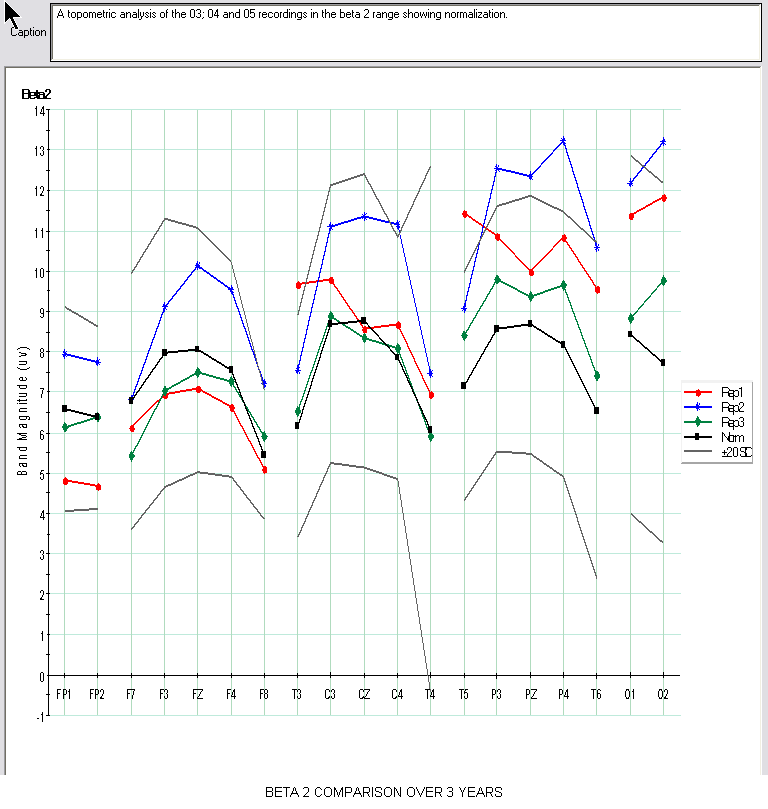 A topometric analysis of the 03; 04 and 05 recordings in the beta 2 range showing normalization.
Caption
Beta2
14
13
12
11
10
9
8
7
6
5
4
3
2
1
0
-1
Band Magnitude (uv)
FP1 FP2 F7 F3 FZ F4 F8 T3 C3 CZ C4 T4 T5 P3 PZ P4 T6 O1 O2
Rep1
Rep2
Rep3
Norm
BETA 2 COMPARISON OVER 3 YEARS